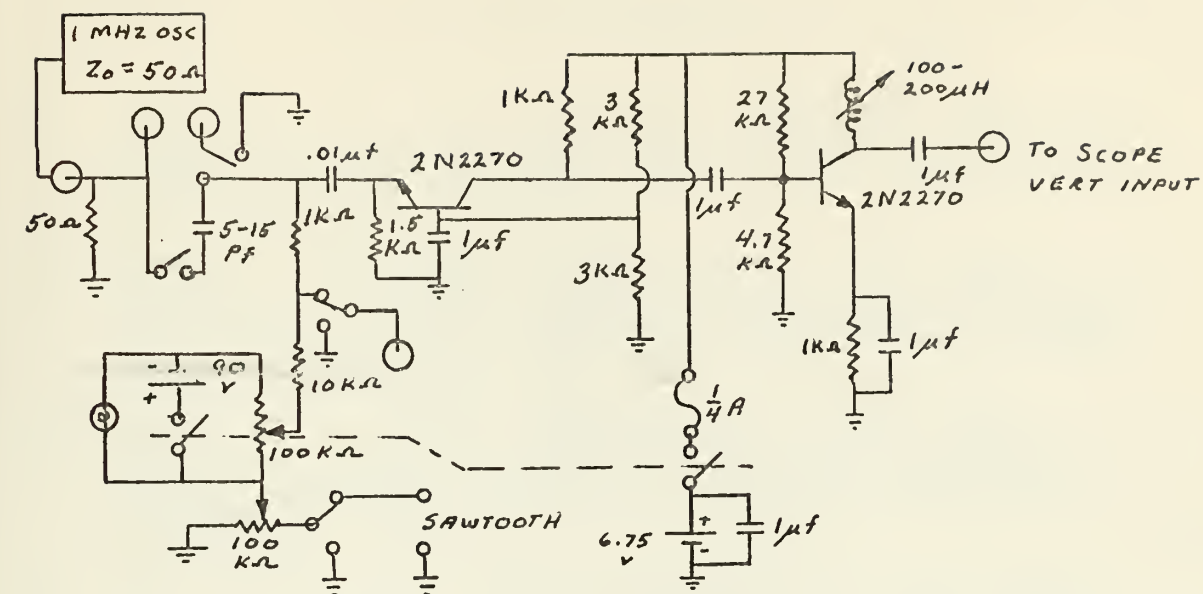 1 MHZ OSC
Zo = 50Ω
50Ω
5-15
Pf
.01μf
1KΩ
2N2270
1.5
KΩ
1μf
1KΩ
3
KΩ
3KΩ
27
KΩ
4.7
KΩ
1μf
100-
200μH
1μf
2N2270
TO SCOPE
VERT INPUT
1KΩ
1μf
- 90
+ v
10KΩ
100KΩ
100
KΩ
SAWTOOTH
1/4 A
6.75
v
+
-
1μf